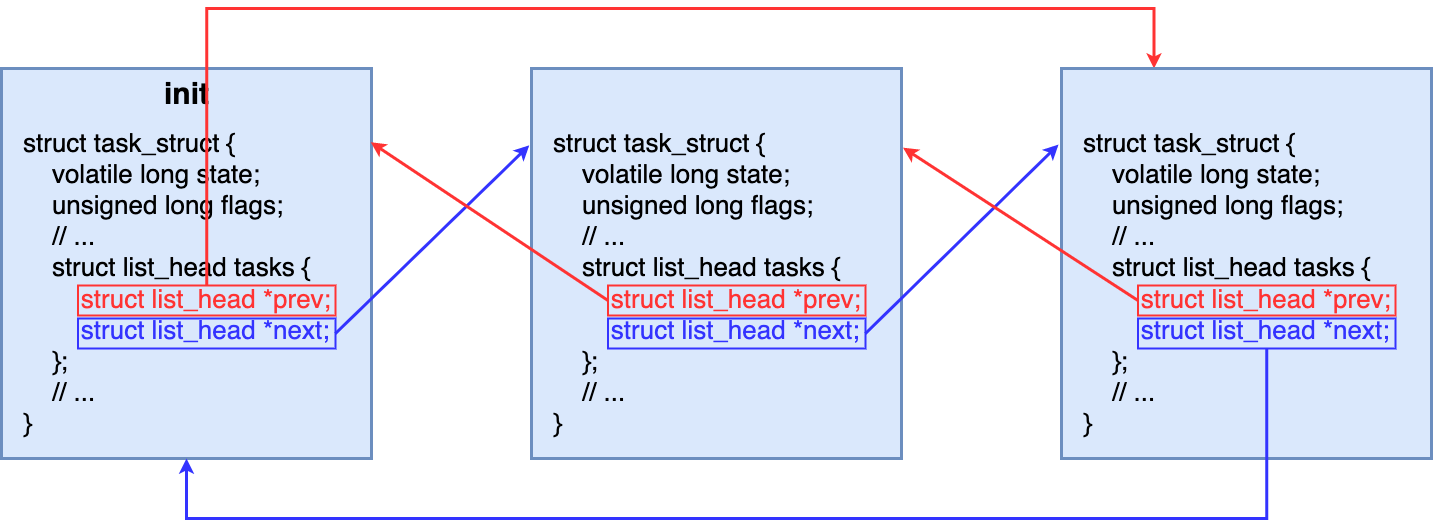 init
struct task_struct {
volatile long state;
unsigned long flags;
// ...
struct list_head tasks {
struct list_head *prev;
struct list_head *next;
};
// ...
}
struct task_struct {
volatile long state;
unsigned long flags;
// ...
struct list_head tasks {
struct list_head *prev;
struct list_head *next;
};
// ...
}
struct task_struct {
volatile long state;
unsigned long flags;
// ...
struct list_head tasks {
struct list_head *prev;
struct list_head *next;
};
// ...
}